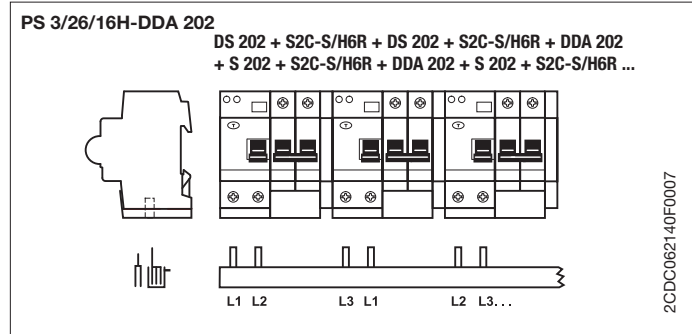 PS 3/26/16H-DDA 202
DS 202 + S2C-S/H6R + DS 202 + S2C-S/H6R + DDA 202
+ S 202 + S2C-S/H6R + DDA 202 + S 202 + S2C-S/H6R ...
T T T
L1 L2 L3 L1 L2 L3...
2CDC062140F0007